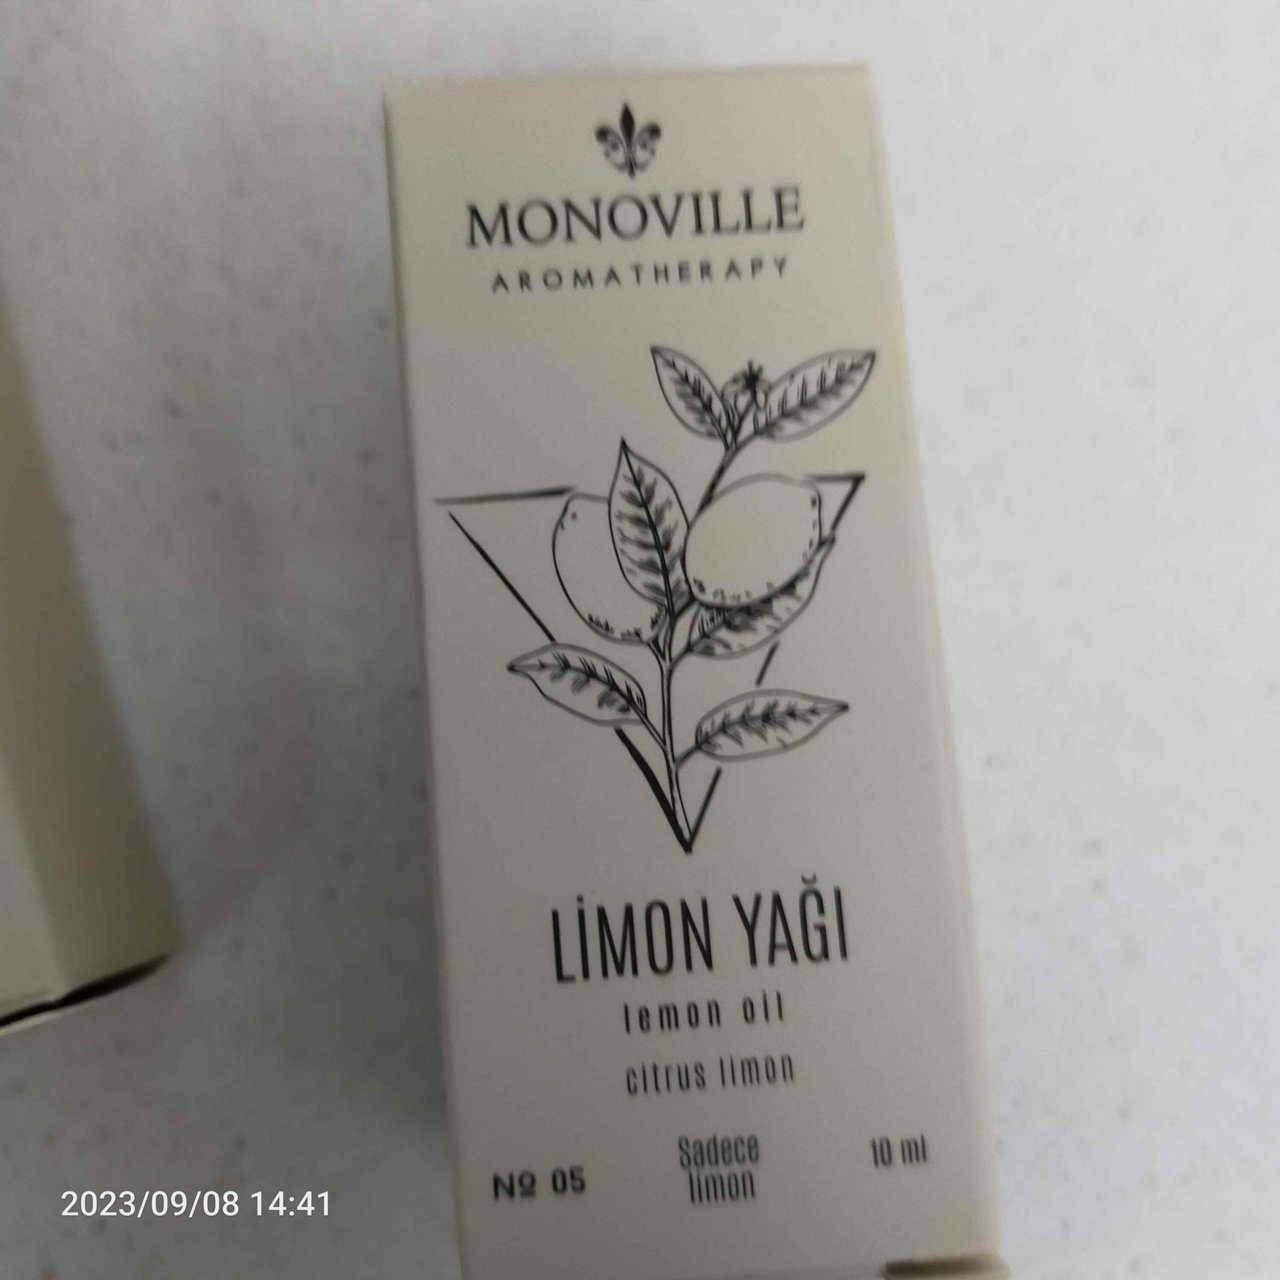 MONOVILLE
AROMATHERAPY
LİMON YAĞI
lemon oil
citrus limon
Sadece
limon
№ 05
10 ml
2023/09/08 14:41